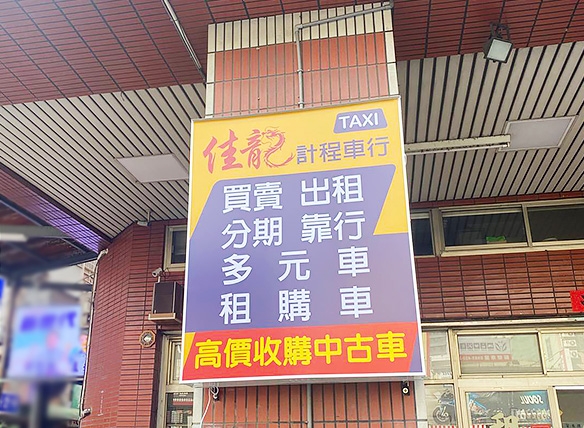 TAXI
佳龍 計程車行
買賣 出租
分期 靠行
多元車
租購車
高價收購中古車